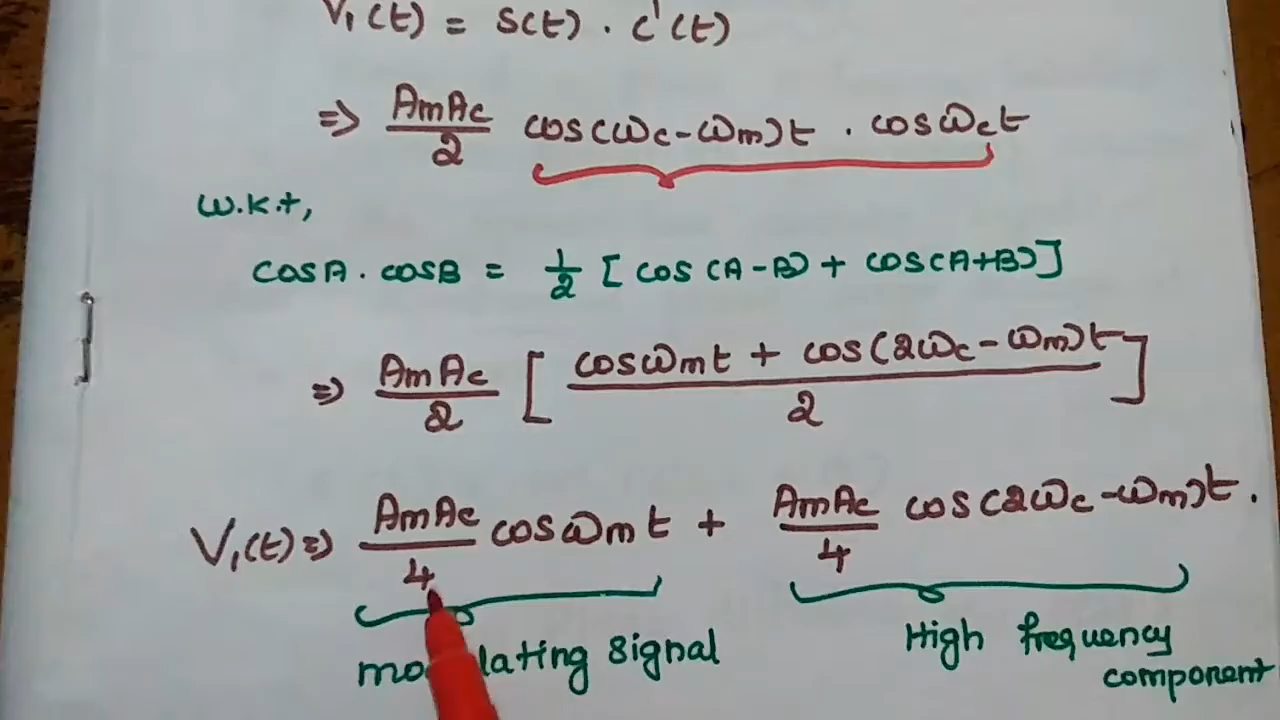 V₁(t) = S(t) . c'(t)
⇒ AmAc/2 cos(ωc-ωm)t . cosωct
w.k.t,
cosA . cosB = 1/2 [cos(A-B) + cos(A+B)]
⇒ AmAc/2 [cosωmt + cos(2ωc-ωm)t/2]
V₁(t) ⇒ AmAc/4 cosωmt + AmAc/4 cos(2ωc-ωm)t.
signal High frequency
component